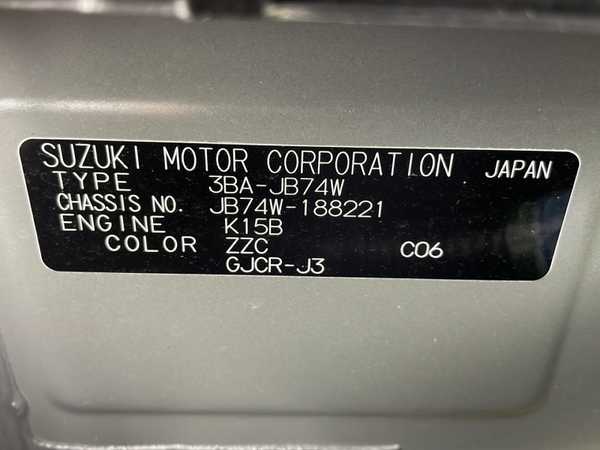 SUZUKI MOTOR CORPORATION JAPAN
TYPE 3BA-JB74W
CHASSIS NO. JB74W-188221
ENGINE K15B
COLOR ZZC C06
GJCR-J3